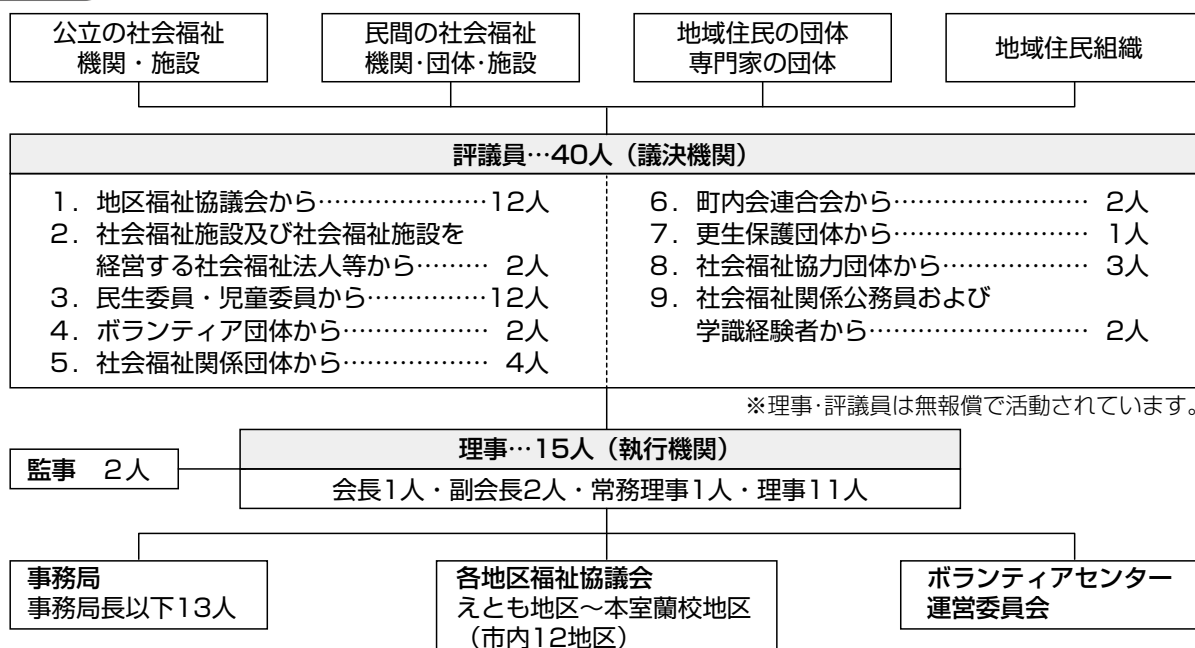 公立の社会福祉
機関・施設
民間の社会福祉
機関・団体・施設
地域住民の団体
専門家の団体
地域住民組織
評議員…40人（議決機関）
1．地区福祉協議会から…………………12人
2．社会福祉施設及び社会福祉施設を
経営する社会福祉法人等から……… 2人
3．民生委員・児童委員から……………12人
4．ボランティア団体から……………… 2人
5．社会福祉関係団体から……………… 4人
6．町内会連合会から…………………… 2人
7．更生保護団体から…………………… 1人
8．社会福祉協力団体から……………… 3人
9．社会福祉関係公務員および
学識経験者から……………………… 2人
※理事・評議員は無報償で活動されています。
監事　2人
理事…15人（執行機関）
会長1人・副会長2人・常務理事1人・理事11人
事務局
事務局長以下13人
各地区福祉協議会
えとも地区～本室蘭校地区
（市内12地区）
ボランティアセンター
運営委員会